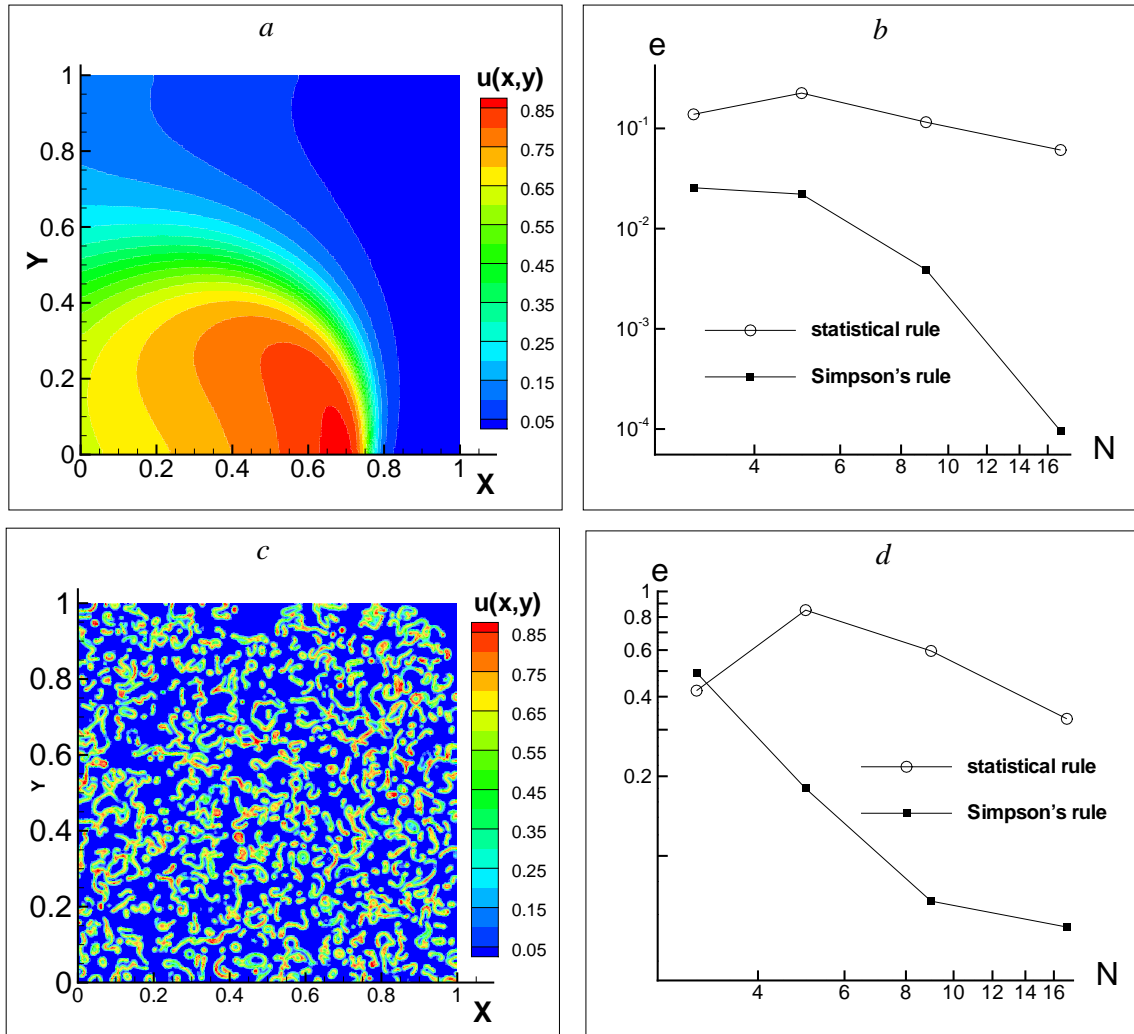 a
u(x,y)
0.85
0.75
0.65
0.55
0.45
0.35
0.25
0.15
0.05
Y
1
0.8
0.6
0.4
0.2
0
0 0.2 0.4 0.6 0.8 1
X
b
e
10-1
10-2
10-3
10-4
statistical rule
Simpson's rule
4 6 8 10 12 14 16
N
c
u(x,y)
0.85
0.75
0.65
0.55
0.45
0.35
0.25
0.15
0.05
Y
1
0.8
0.6
0.4
0.2
0
0 0.2 0.4 0.6 0.8 1
X
d
e
1
0.8
0.6
0.4
0.2
statistical rule
Simpson's rule
4 6 8 10 12 14 16
N